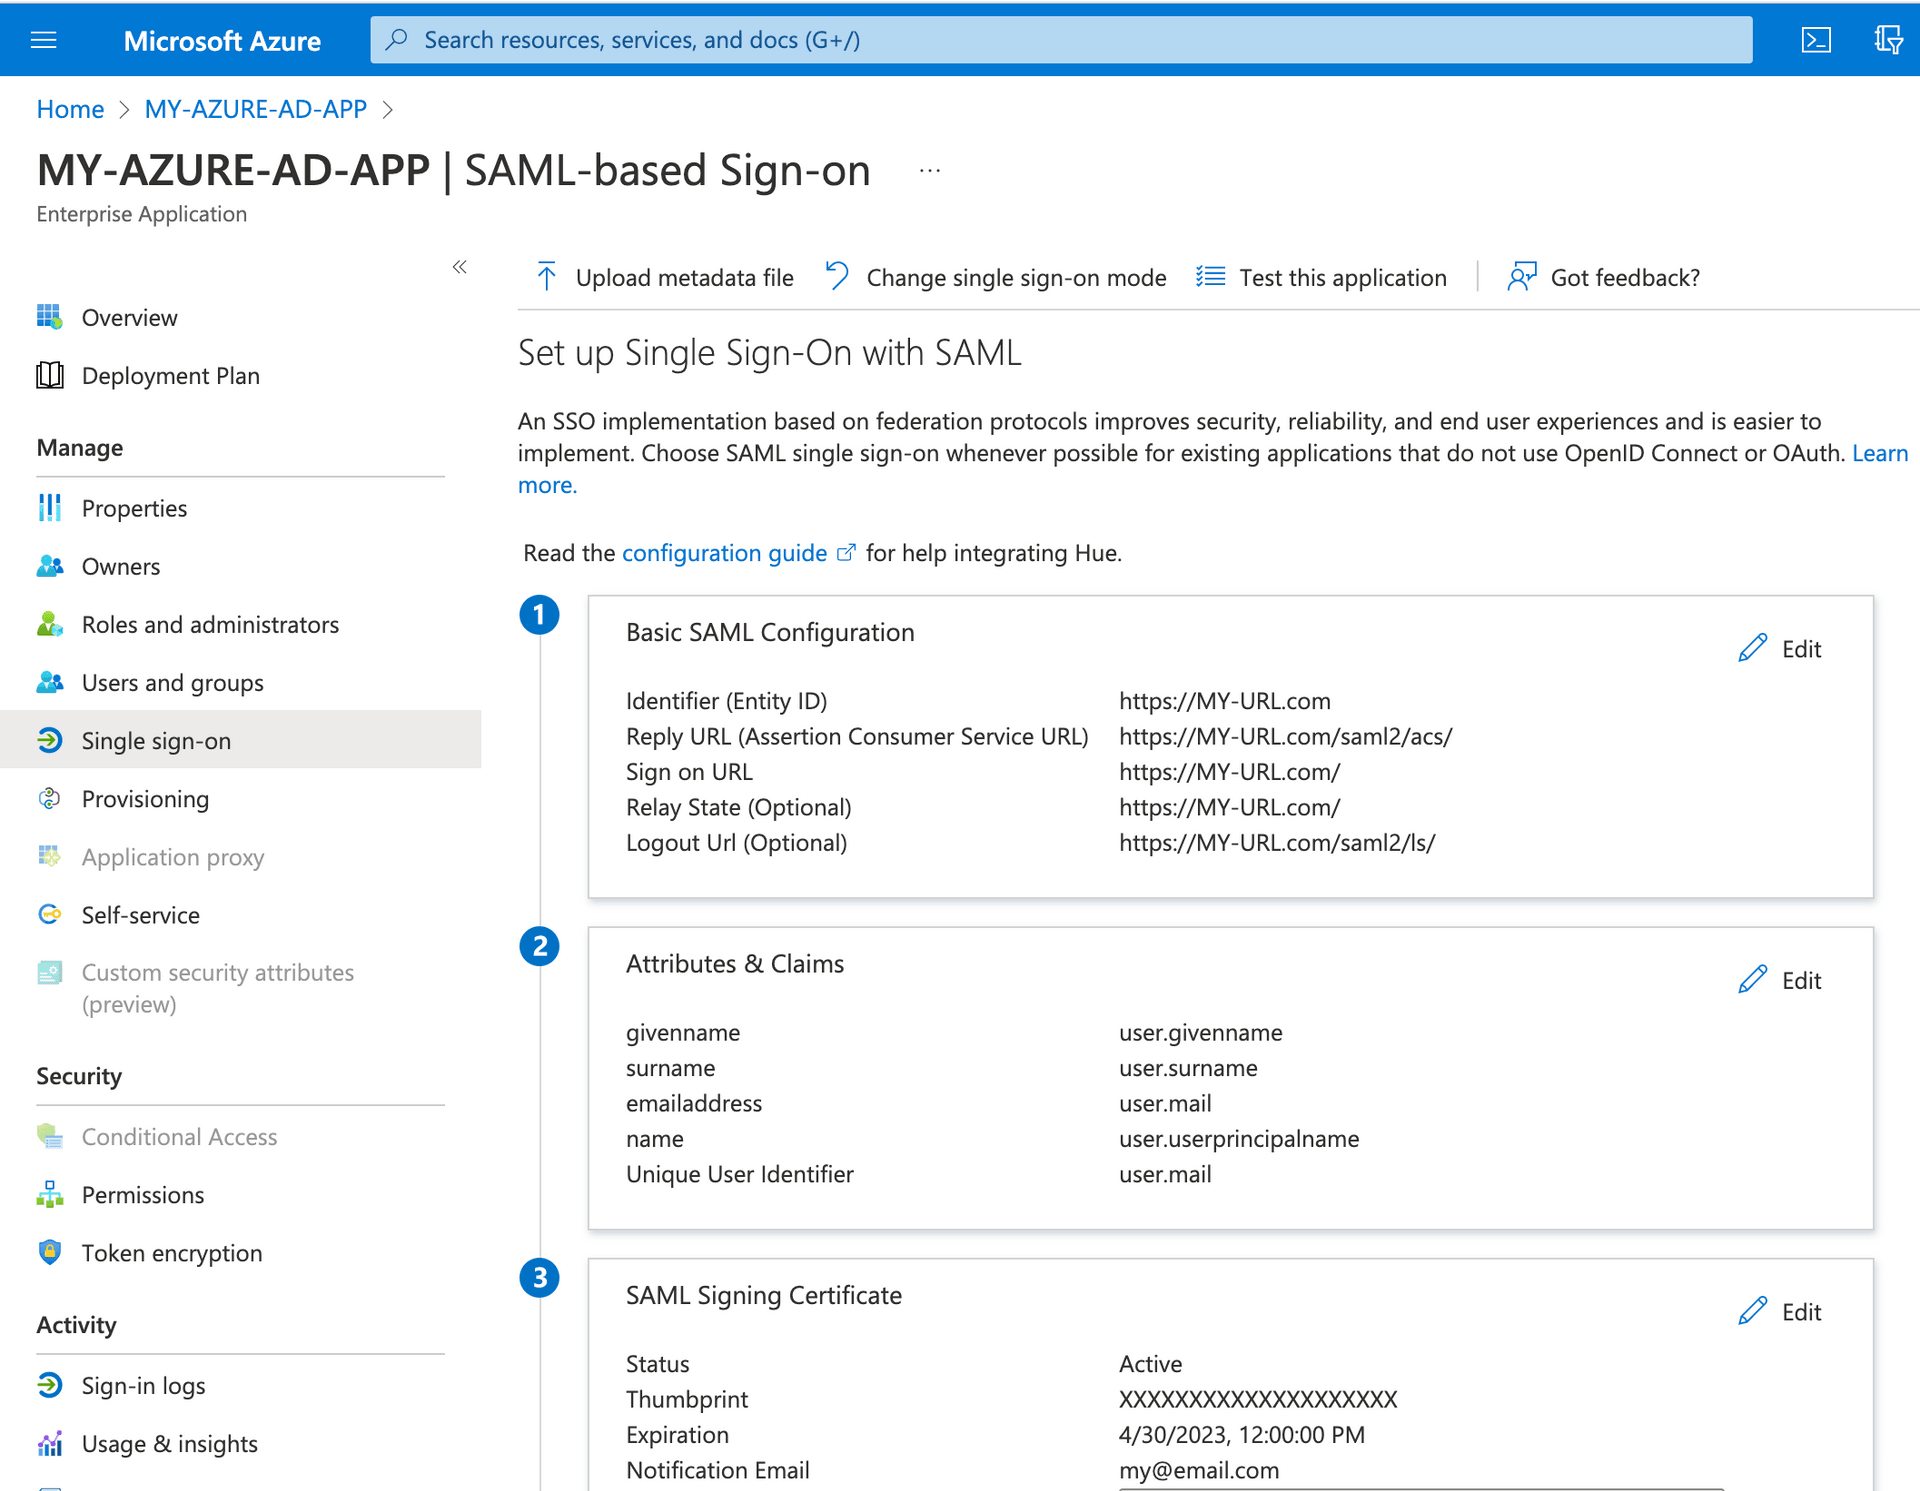 Microsoft Azure
Search resources, services, and docs (G+/)
Home > MY-AZURE-AD-APP >
MY-AZURE-AD-APP | SAML-based Sign-on ...
Enterprise Application
«
Overview
Deployment Plan
Manage
Properties
Owners
Roles and administrators
Users and groups
Single sign-on
Provisioning
Application proxy
Self-service
Custom security attributes
(preview)
Security
Conditional Access
Permissions
Token encryption
Activity
Sign-in logs
Usage & insights
Upload metadata file Change single sign-on mode Test this application | Got feedback?
Set up Single Sign-On with SAML
An SSO implementation based on federation protocols improves security, reliability, and end user experiences and is easier to
implement. Choose SAML single sign-on whenever possible for existing applications that do not use OpenID Connect or OAuth. Learn
more.
Read the configuration guide for help integrating Hue.
1
Basic SAML Configuration
Edit
Identifier (Entity ID) https://MY-URL.com
Reply URL (Assertion Consumer Service URL) https://MY-URL.com/saml2/acs/
Sign on URL https://MY-URL.com/
Relay State (Optional) https://MY-URL.com/
Logout Url (Optional) https://MY-URL.com/saml2/ls/
2
Attributes & Claims
Edit
givenname user.givenname
surname user.surname
emailaddress user.mail
name user.userprincipalname
Unique User Identifier user.mail
3
SAML Signing Certificate
Edit
Status Active
Thumbprint XXXXXXXXXXXXXXXXXXXX
Expiration 4/30/2023, 12:00:00 PM
Notification Email my@email.com